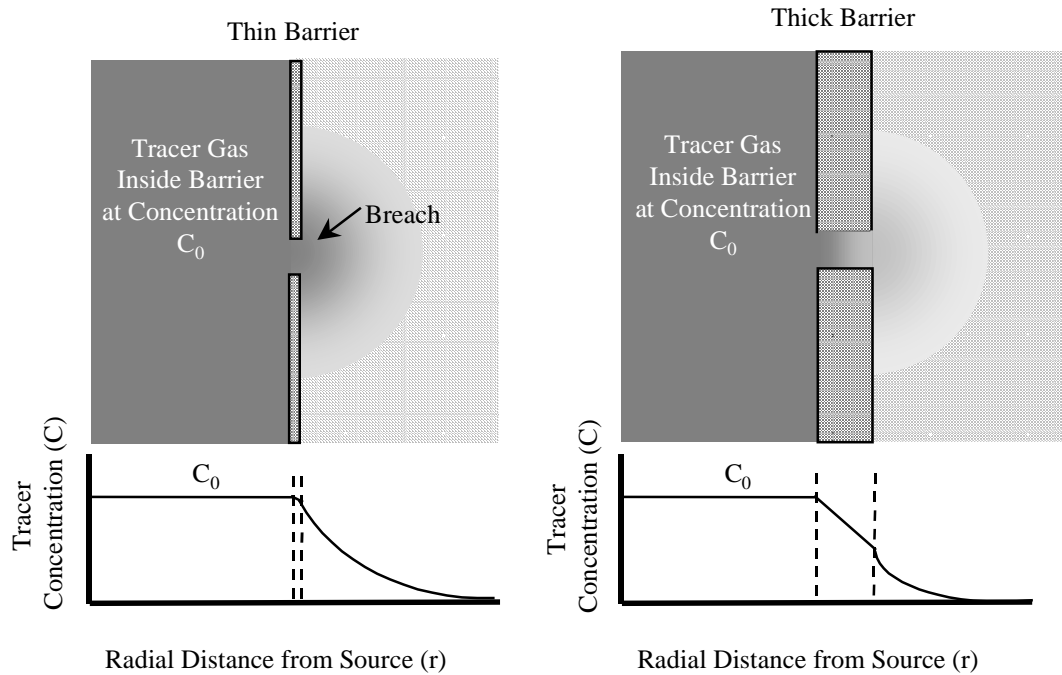 Thin Barrier
Tracer Gas
Inside Barrier
at Concentration
C₀
Breach
Tracer
Concentration (C)
C₀
Radial Distance from Source (r)
Thick Barrier
Tracer Gas
Inside Barrier
at Concentration
C₀
Tracer
Concentration (C)
C₀
Radial Distance from Source (r)